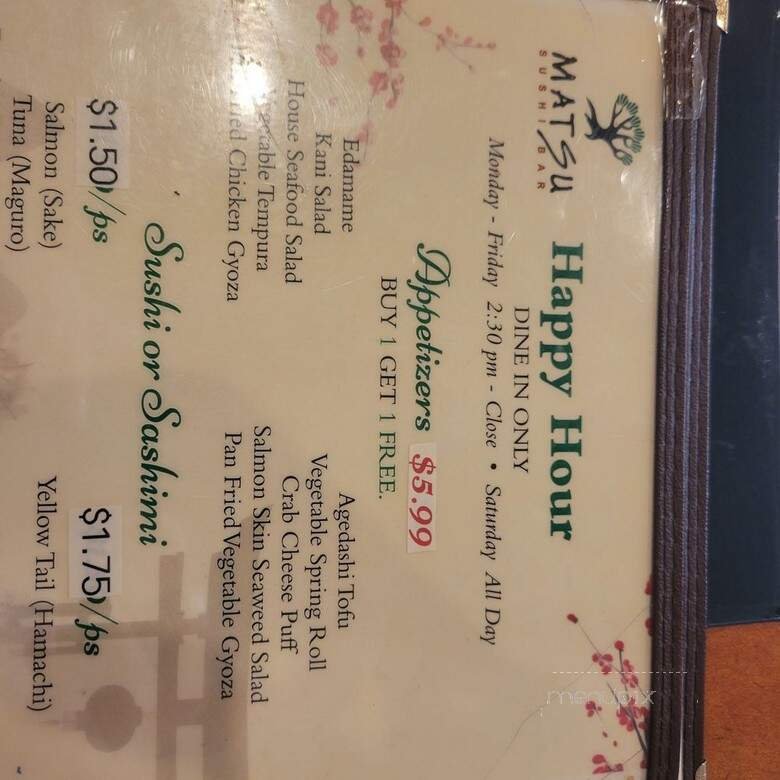 MATSU
SUSHI BAR
Happy Hour
DINE IN ONLY
Monday - Friday 2:30 pm - Close • Saturday All Day
Appetizers $5.99
BUY 1 GET 1 FREE.
Edamame
Kani Salad
House Seafood Salad
Tempura
Chicken Gyoza
Agedashi Tofu
Vegetable Spring Roll
Crab Cheese Puff
Salmon Skin Seaweed Salad
Pan Fried Vegetable Gyoza
Sushi or Sashimi
$1.50/ps
Salmon (Sake)
Tuna (Maguro)
$1.75/ps
Yellow Tail (Hamachi)
menupix